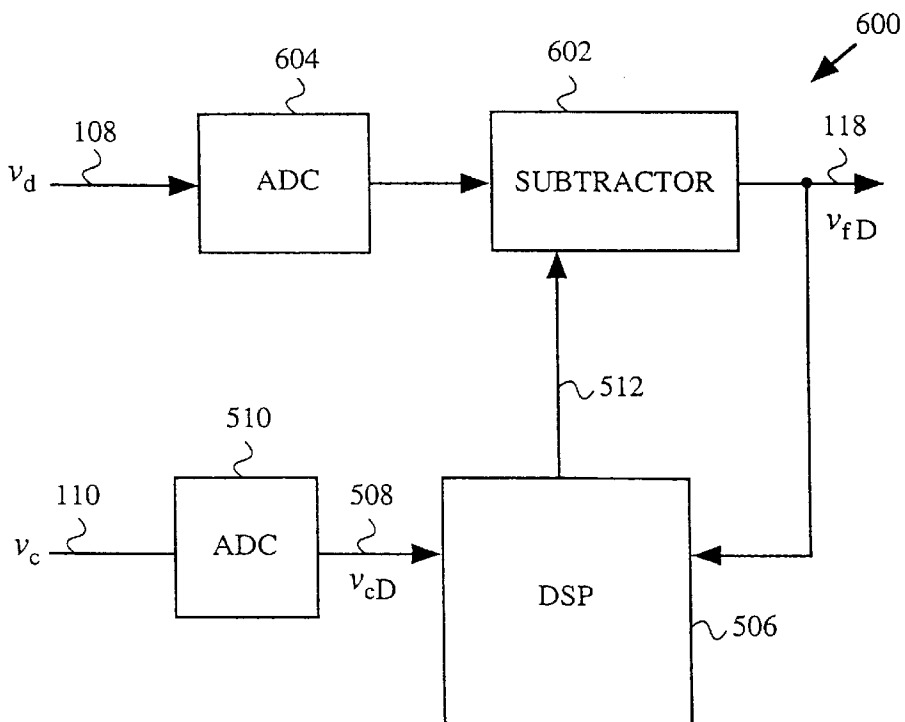 600
604
602
108
118
v_d
ADC
SUBTRACTOR
v_fD
512
510
110
508
v_c
ADC
v_cD
DSP
506